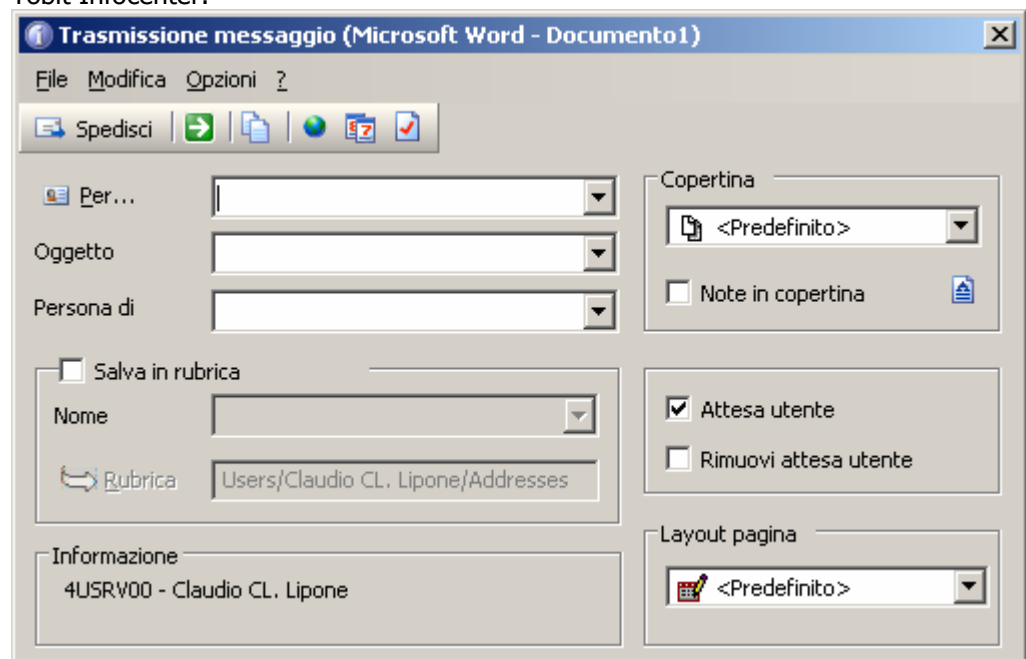 Tobit Infocenter.
Trasmissione messaggio (Microsoft Word - Documento1)
File Modifica Opzioni ?
Spedisci
Per...
Oggetto
Persona di
Copertina
<Predefinito>
Note in copertina
Salva in rubrica
Nome
Rubrica Users/Claudio CL. Lipone/Addresses
Attesa utente
Rimuovi attesa utente
Informazione
4USRV00 - Claudio CL. Lipone
Layout pagina
<Predefinito>